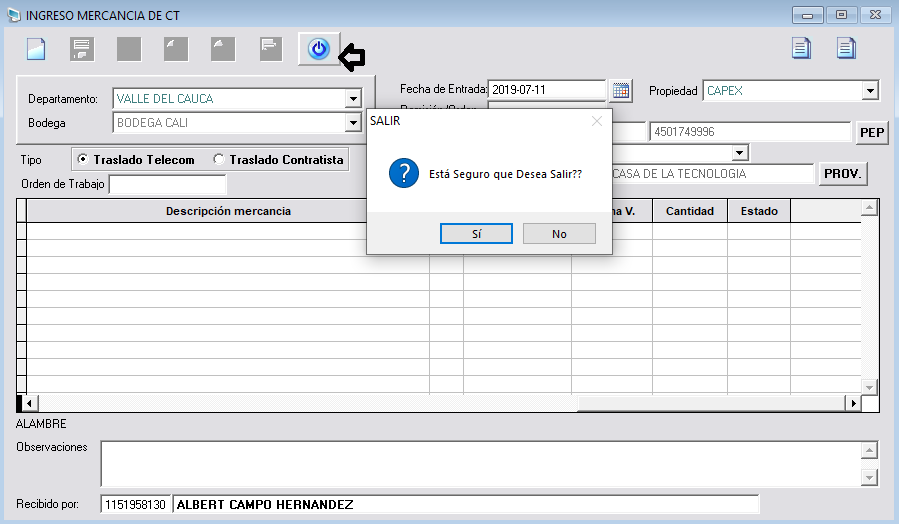 INGRESO MERCANCIA DE CT
Departamento: VALLE DEL CAUCA
Bodega BODEGA CALI
Fecha de Entrada: 2019-07-11
Propiedad CAPEX
4501749996 PEP
Tipo Traslado Telecom Traslado Contratista
Orden de Trabajo
CASA DE LA TECNOLOGIA PROV.
SALIR
Está Seguro que Desea Salir??
Sí No
Descripción mercancia V. Cantidad Estado
ALAMBRE
Observaciones
Recibido por: 1151958130 ALBERT CAMPO HERNANDEZ